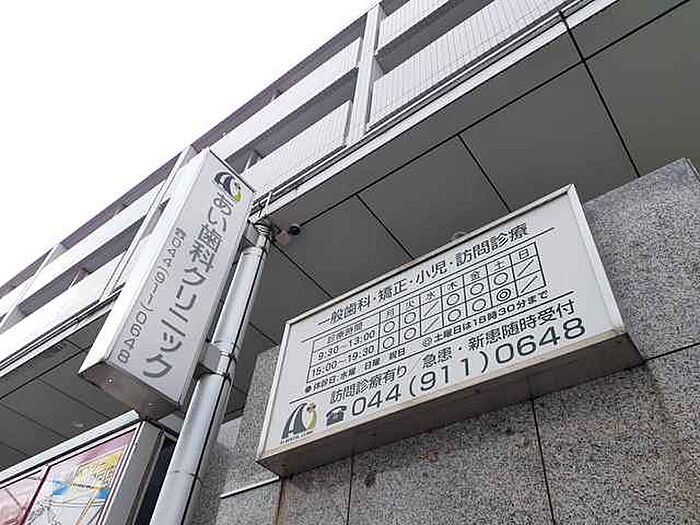 あい歯科クリニック
☎044(911)0648
一般歯科・矯正・小児・訪問診療
診療時間 月 火 水 木 金 土 日
9:30-13:00 ○ ○ ／ ○ ○ ○ ／
15:00-19:30 ○ ○ ／ ○ ○ ◎ ／
●休診日:水曜 日曜 祝日 ◎土曜日は18時30分まで
訪問診療有り 急患・新患随時受付
☎044(911)0648